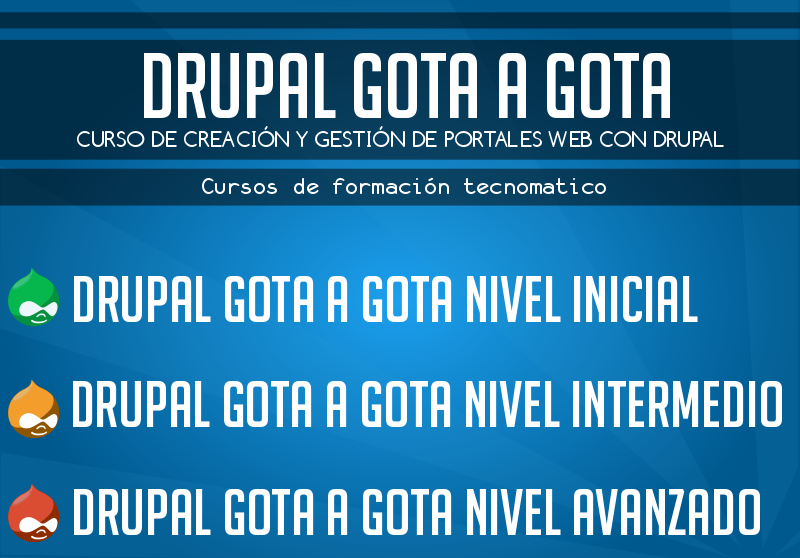 DRUPAL GOTA A GOTA
CURSO DE CREACIÓN Y GESTIÓN DE PORTALES WEB CON DRUPAL
Cursos de formación tecnomatico
DRUPAL GOTA A GOTA NIVEL INICIAL
DRUPAL GOTA A GOTA NIVEL INTERMEDIO
DRUPAL GOTA A GOTA NIVEL AVANZADO